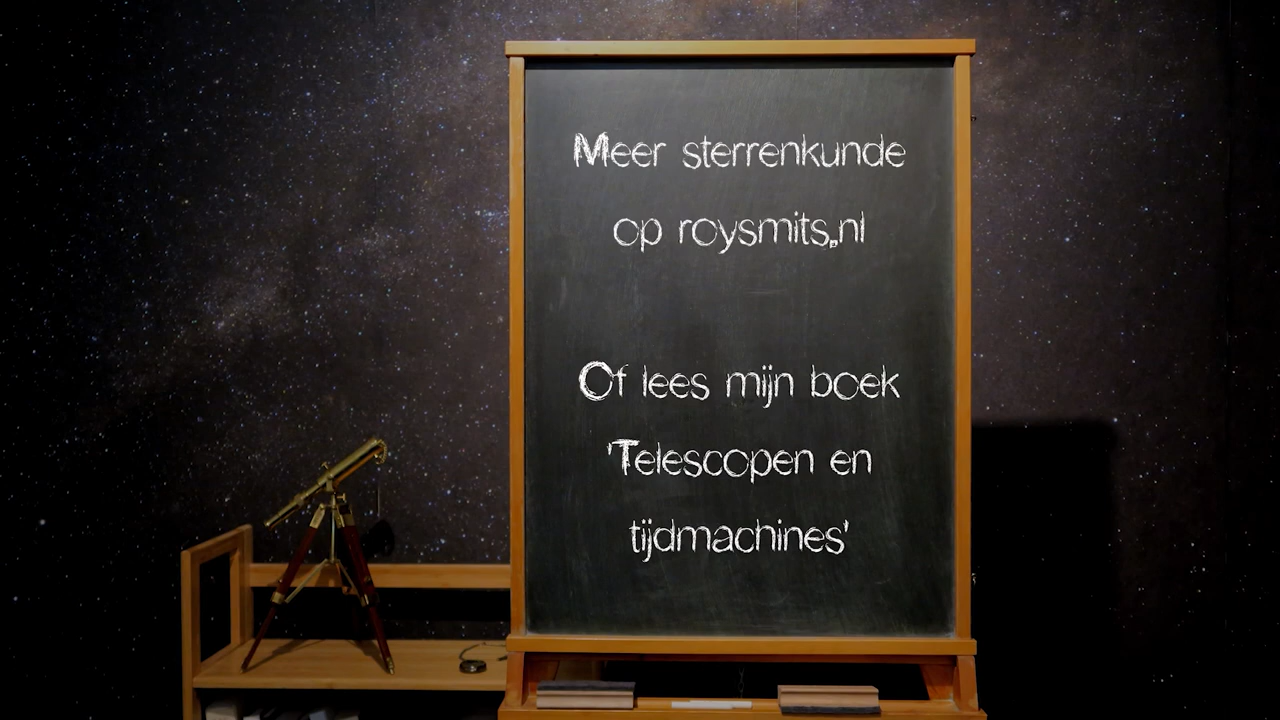 Meer sterrenkunde
op roysmits.nl
Of lees mijn boek
'Telescopen en
tijdmachines'